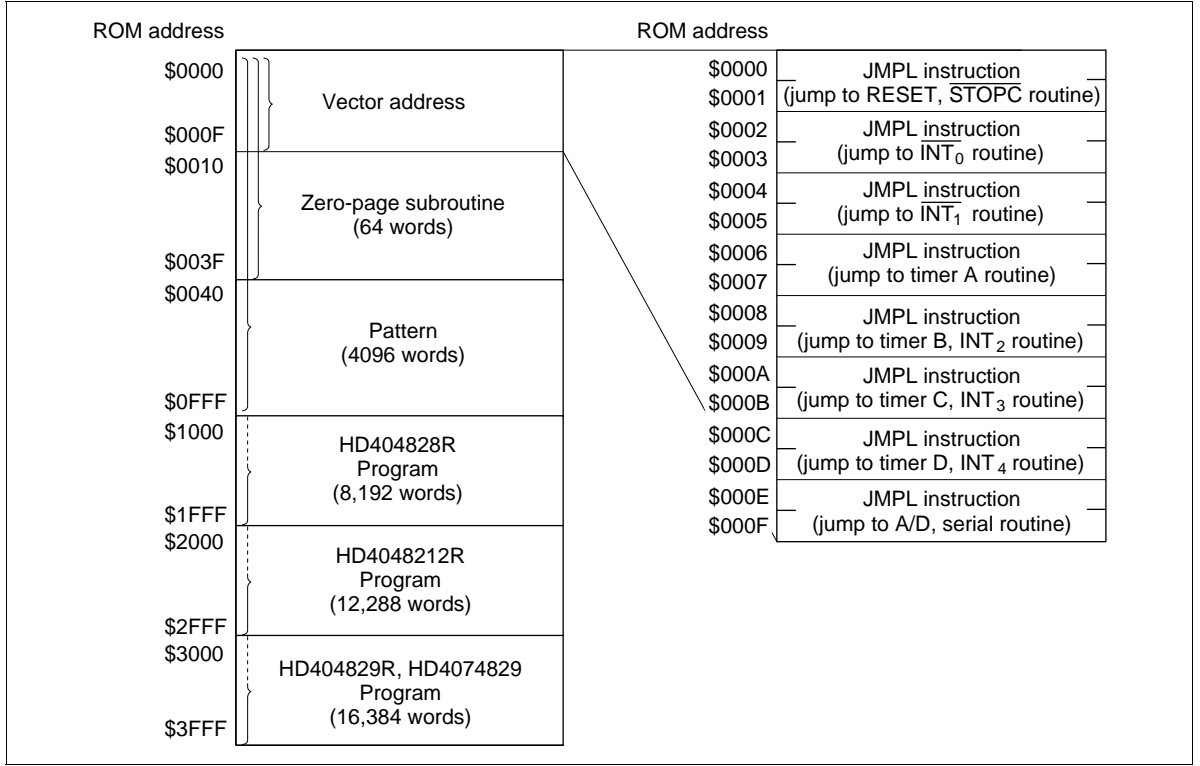 ROM address
$0000
Vector address
$000F
$0010
Zero-page subroutine
(64 words)
$003F
$0040
Pattern
(4096 words)
$0FFF
$1000
HD404828R
Program
(8,192 words)
$1FFF
$2000
HD4048212R
Program
(12,288 words)
$2FFF
$3000
HD404829R, HD4074829
Program
(16,384 words)
$3FFF
ROM address
$0000
JMPL instruction
$0001
(jump to RESET, STOPC routine)
$0002
JMPL instruction
$0003
(jump to INT0 routine)
$0004
JMPL instruction
$0005
(jump to INT1 routine)
$0006
JMPL instruction
$0007
(jump to timer A routine)
$0008
JMPL instruction
$0009
(jump to timer B, INT2 routine)
$000A
JMPL instruction
$000B
(jump to timer C, INT3 routine)
$000C
JMPL instruction
$000D
(jump to timer D, INT4 routine)
$000E
JMPL instruction
$000F
(jump to A/D, serial routine)